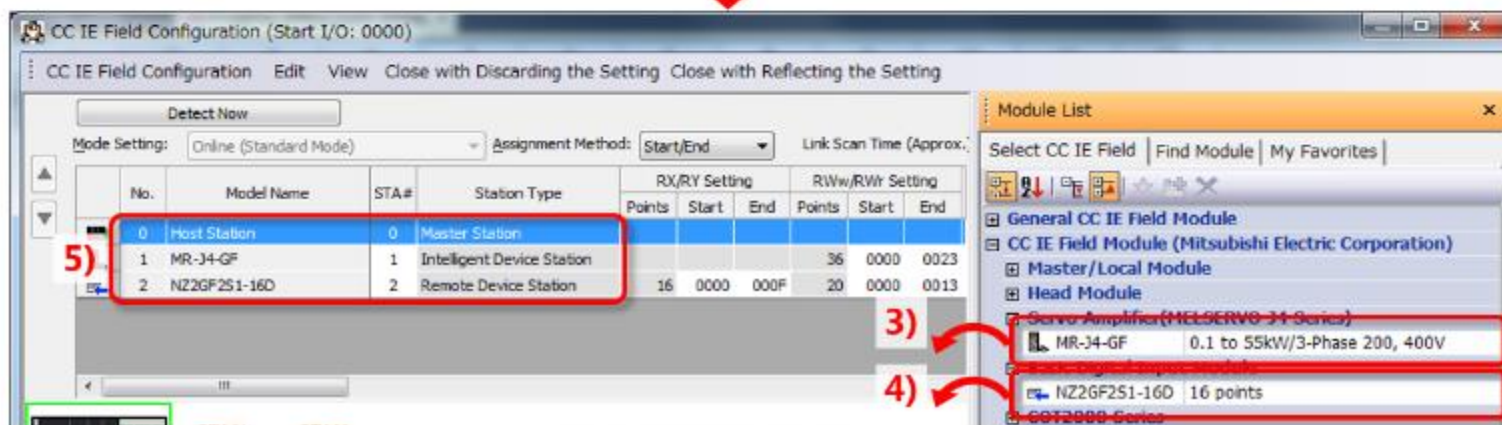 CC IE Field Configuration (Start I/O: 0000)
CC IE Field Configuration Edit View Close with Discarding the Setting Close with Reflecting the Setting
Detect Now
Mode Setting: Online (Standard Mode) Assignment Method: Start/End Link Scan Time (Approx.)
No. Model Name STA# Station Type RX/RY Setting RWw/RWr Setting
Points Start End Points Start End
0 Host Station 0 Master Station
5) 1 MR-J4-GF 1 Intelligent Device Station 36 0000 0023
2 NZ2GF2S1-16D 2 Remote Device Station 16 0000 000F 20 0000 0013
Module List
Select CC IE Field Find Module My Favorites
General CC IE Field Module
CC IE Field Module (Mitsubishi Electric Corporation)
Master/Local Module
Head Module
Servo Amplifier(MELSERVO-J4 Series)
3) MR-J4-GF 0.1 to 55kW/3-Phase 200, 400V
4) NZ2GF2S1-16D 16 points
GOT2000 Series